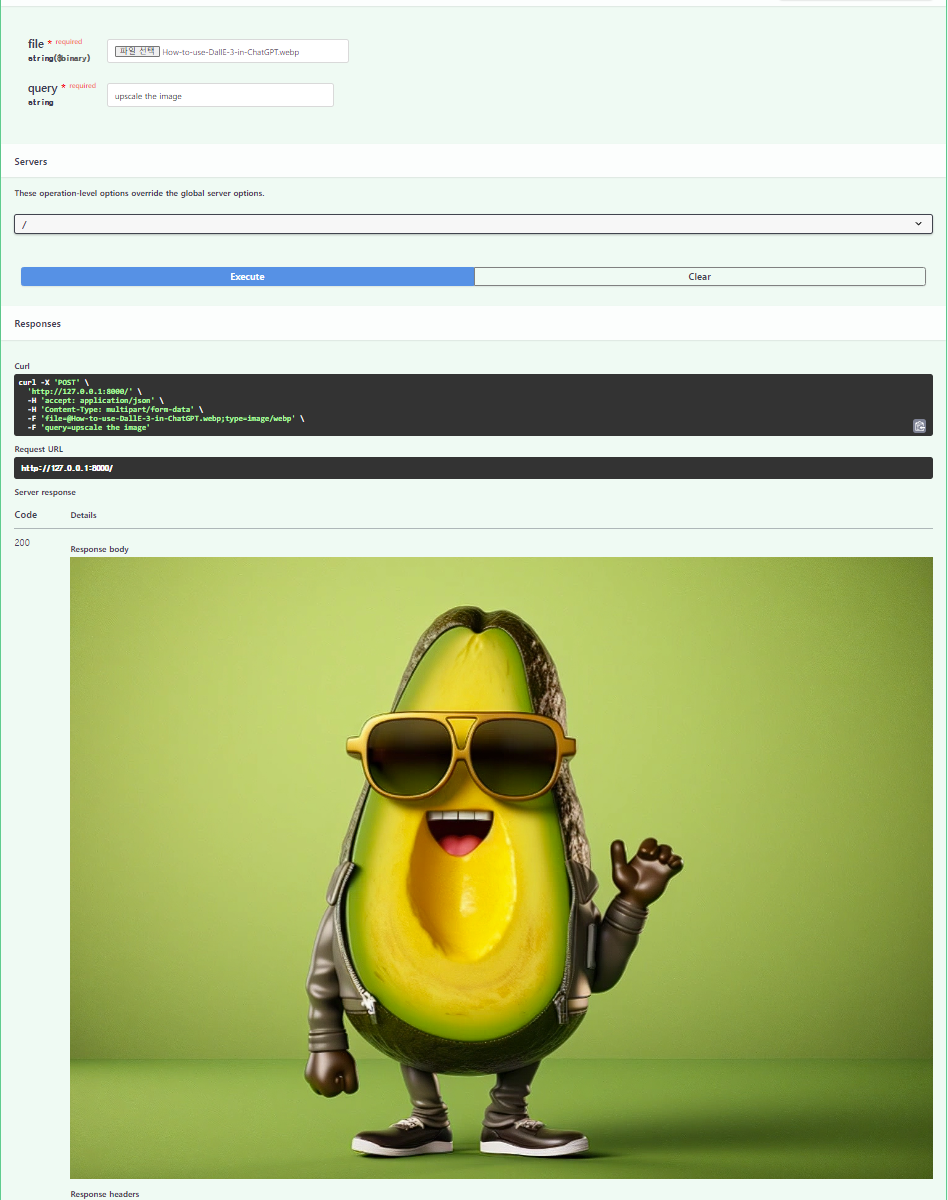 file * required
string($binary)
파일 선택 How-to-use-DallE-3-in-ChatGPT.webp
query * required
string
upscale the image
Servers
These operation-level options override the global server options.
/
Execute
Clear
Responses
Curl
curl -X 'POST' \
'http://127.0.0.1:8000/' \
-H 'accept: application/json' \
-H 'Content-Type: multipart/form-data' \
-F 'file=@How-to-use-DallE-3-in-ChatGPT.webp;type=image/webp' \
-F 'query=upscale the image'
Request URL
http://127.0.0.1:8000/
Server response
Code Details
200
Response body
Response headers